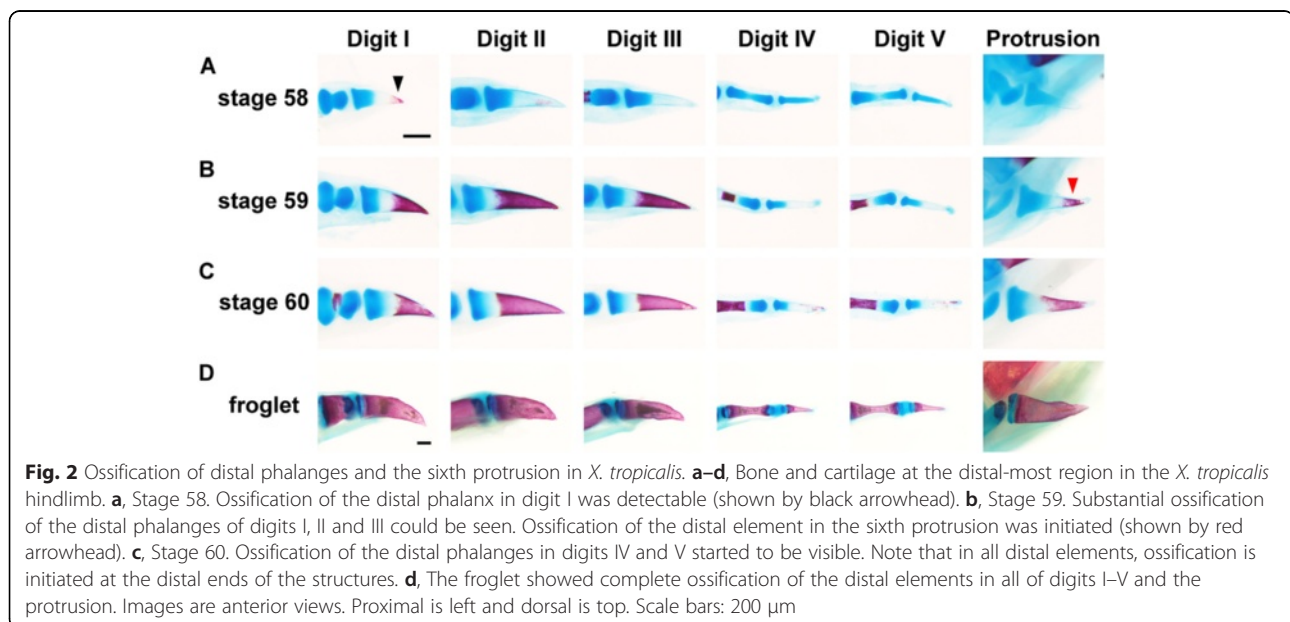 Digit I Digit II Digit III Digit IV Digit V Protrusion
A
stage 58
B
stage 59
C
stage 60
D
froglet
Fig. 2 Ossification of distal phalanges and the sixth protrusion in X. tropicalis. a–d, Bone and cartilage at the distal-most region in the X. tropicalis
hindlimb. a, Stage 58. Ossification of the distal phalanx in digit I was detectable (shown by black arrowhead). b, Stage 59. Substantial ossification
of the distal phalanges of digits I, II and III could be seen. Ossification of the distal element in the sixth protrusion was initiated (shown by red
arrowhead). c, Stage 60. Ossification of the distal phalanges in digits IV and V started to be visible. Note that in all distal elements, ossification is
initiated at the distal ends of the structures. d, The froglet showed complete ossification of the distal elements in all of digits I–V and the
protrusion. Images are anterior views. Proximal is left and dorsal is top. Scale bars: 200 μm